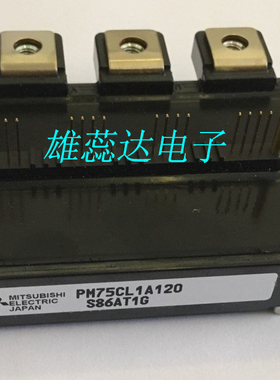 雄蕊达电子
MITSUBISHI
ELECTRIC
JAPAN
PM75CL1A120
S86AT1G